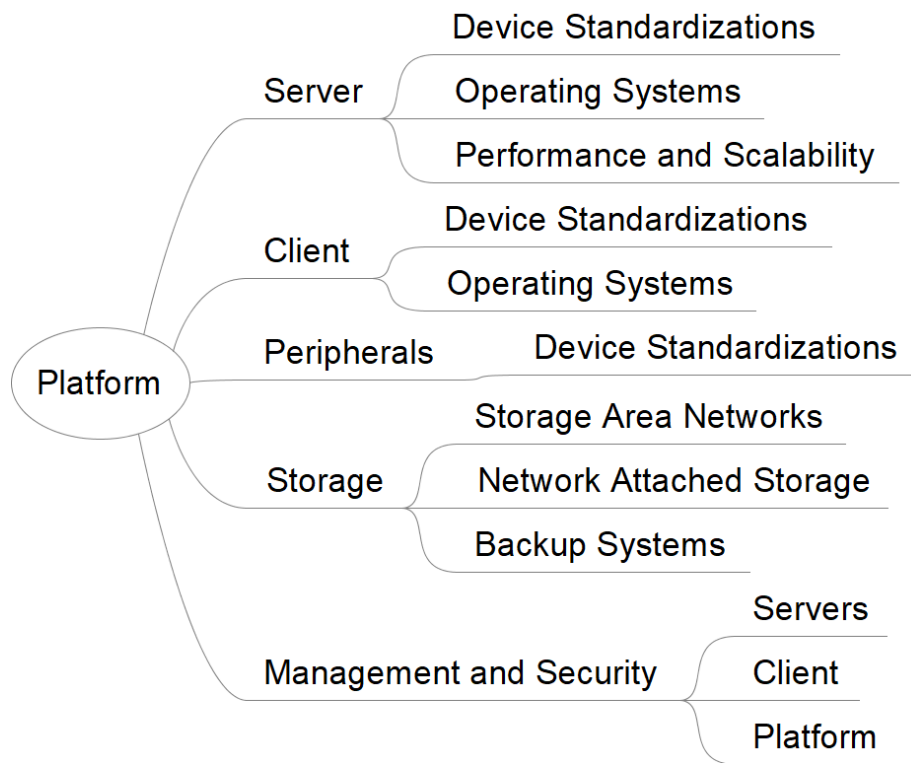 Platform
Server
Device Standardizations
Operating Systems
Performance and Scalability
Client
Device Standardizations
Operating Systems
Peripherals
Device Standardizations
Storage
Storage Area Networks
Network Attached Storage
Backup Systems
Management and Security
Servers
Client
Platform